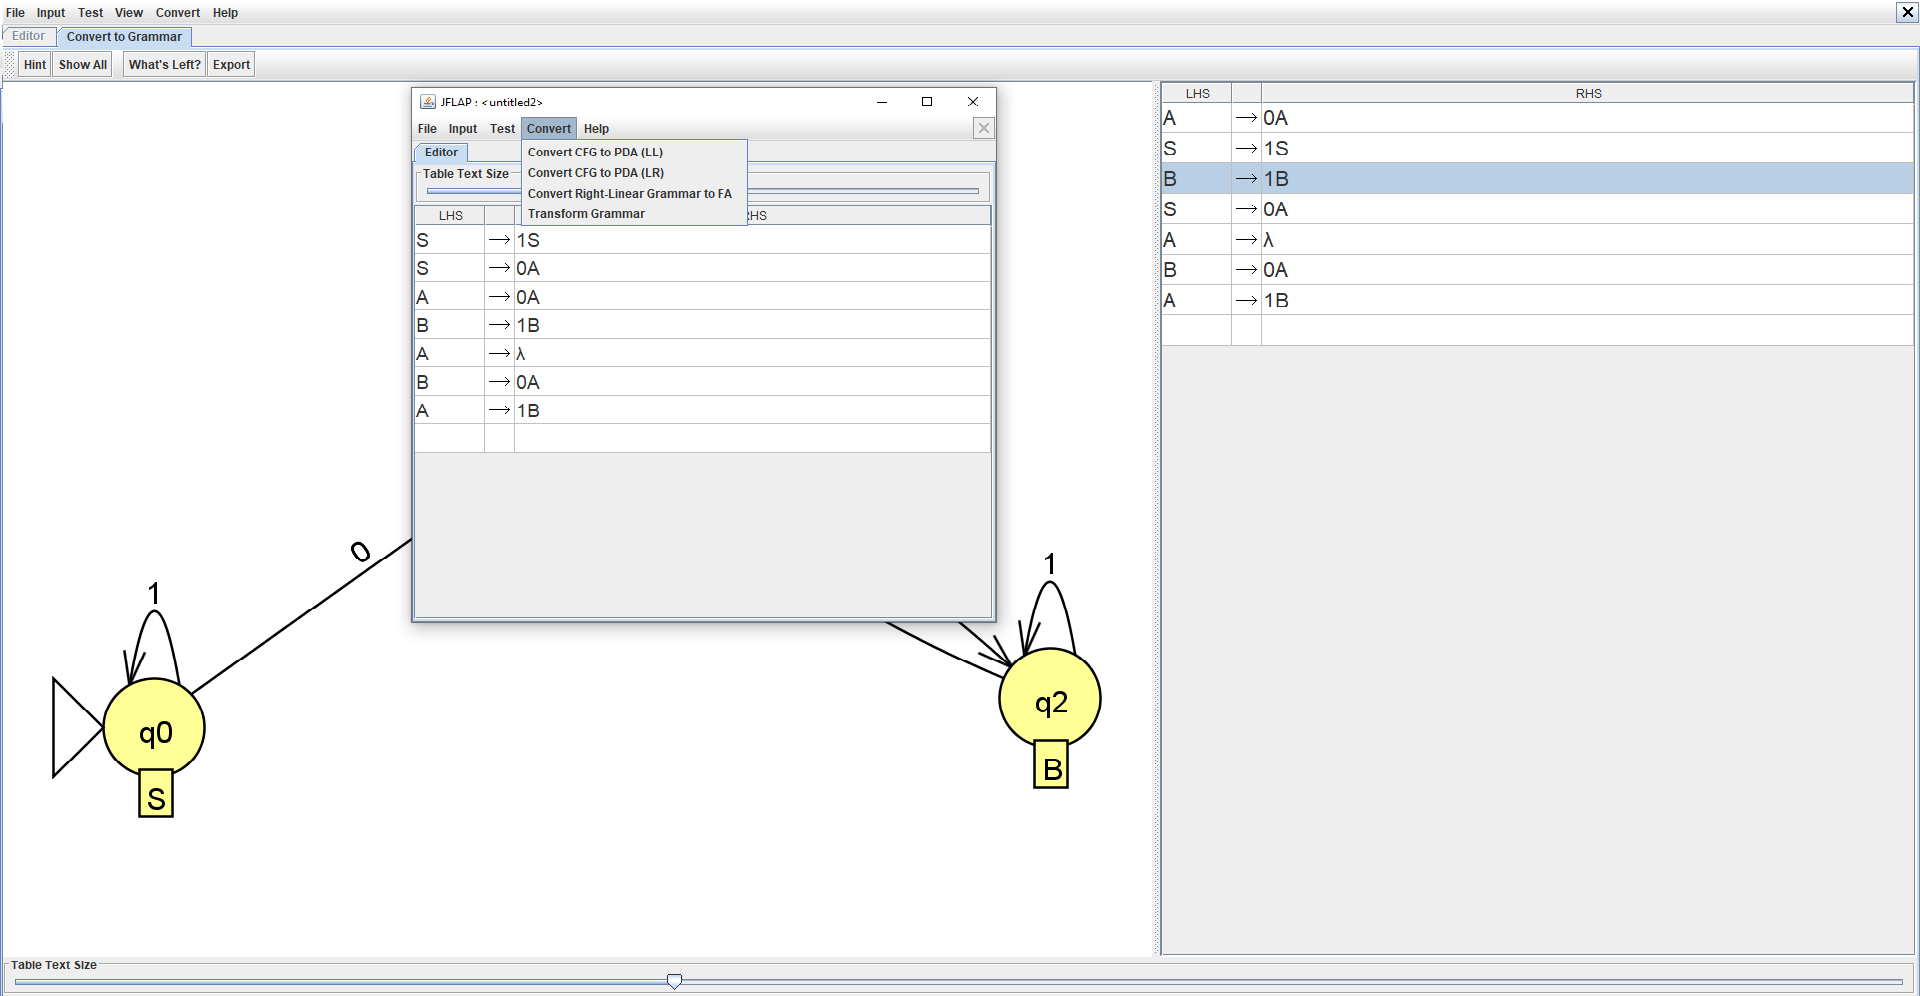 File Input Test View Convert Help
Editor Convert to Grammar
Hint Show All What's Left? Export
JFLAP : <untitled2>
File Input Test Convert Help
Editor
Convert CFG to PDA (LL)
Convert CFG to PDA (LR)
Convert Right-Linear Grammar to FA
Transform Grammar
Table Text Size
LHS RHS
S → 1S
S → 0A
A → 0A
B → 1B
A → λ
B → 0A
A → 1B
LHS RHS
A → 0A
S → 1S
B → 1B
S → 0A
A → λ
B → 0A
A → 1B
0
1
q0
S
1
q2
B
Table Text Size